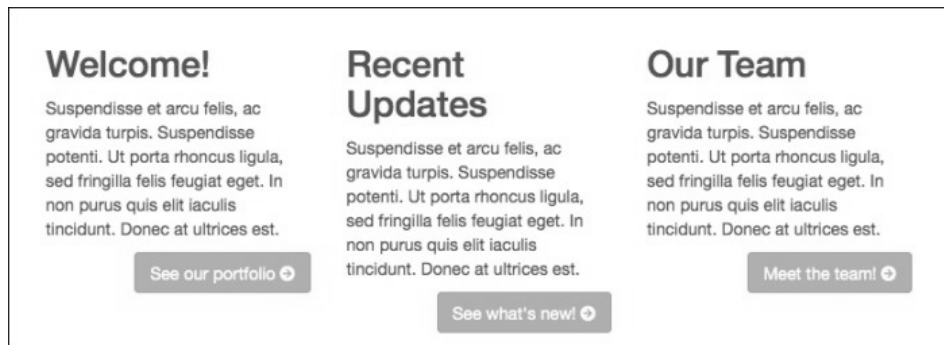 Welcome!
Suspendisse et arcu felis, ac
gravida turpis. Suspendisse
potenti. Ut porta rhoncus ligula,
sed fringilla felis feugiat eget. In
non purus quis elit iaculis
tincidunt. Donec at ultrices est.
See our portfolio
Recent
Updates
Suspendisse et arcu felis, ac
gravida turpis. Suspendisse
potenti. Ut porta rhoncus ligula,
sed fringilla felis feugiat eget. In
non purus quis elit iaculis
tincidunt. Donec at ultrices est.
See what's new!
Our Team
Suspendisse et arcu felis, ac
gravida turpis. Suspendisse
potenti. Ut porta rhoncus ligula,
sed fringilla felis feugiat eget. In
non purus quis elit iaculis
tincidunt. Donec at ultrices est.
Meet the team!